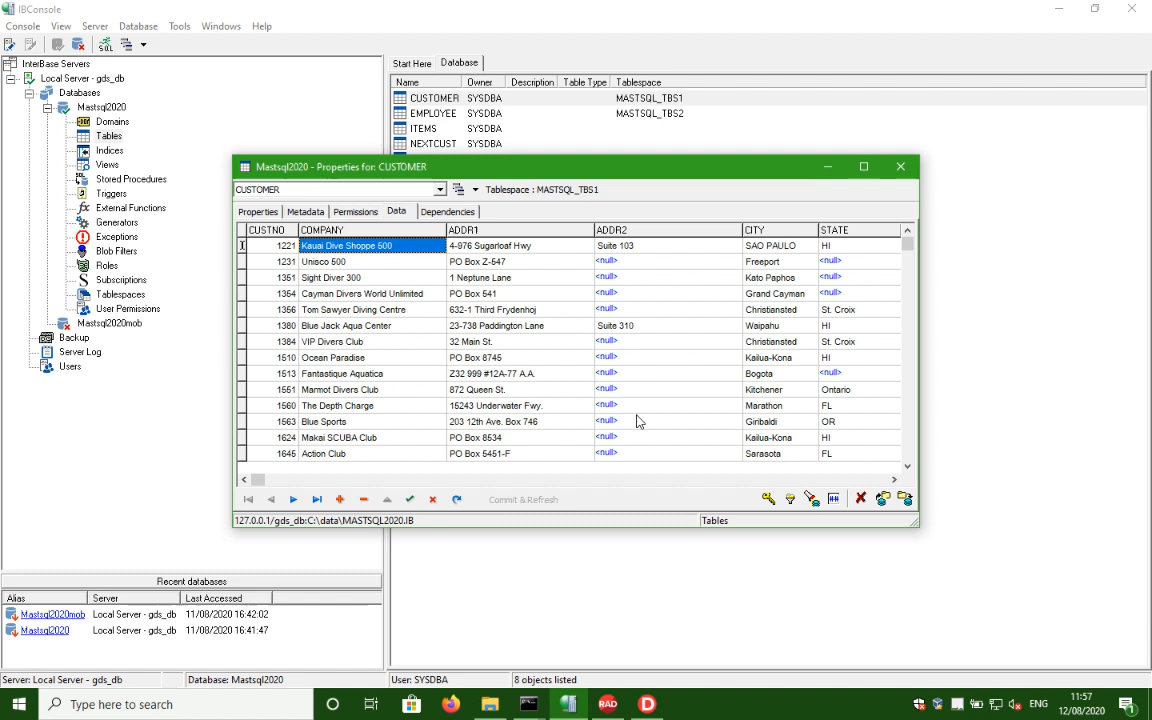 IBConsole
Console View Server Database Tools Windows Help
SQL
InterBase Servers
Local Server - gds_db
Databases
Mastsql2020
Domains
Tables
Indices
Views
Stored Procedures
Triggers
fx External Functions
Generators
Exceptions
Blob Filters
Roles
Subscriptions
Tablespaces
User Permissions
Mastsql2020mob
Backup
Server Log
Users
Start Here Database
Name Owner Description Table Type Tablespace
CUSTOMER SYSDBA MASTSQL_TBS1
EMPLOYEE SYSDBA MASTSQL_TBS2
ITEMS SYSDBA
NEXTCUST SYSDBA
Mastsql2020 - Properties for: CUSTOMER
CUSTOMER Tablespace : MASTSQL_TBS1
Properties Metadata Permissions Data Dependencies
CUSTNO COMPANY ADDR1 ADDR2 CITY STATE
1221 Kauai Dive Shoppe 500 4-976 Sugarloaf Hwy Suite 103 SAO PAULO HI
1231 Unisco 500 PO Box Z-547 <null> Freeport <null>
1351 Sight Diver 300 1 Neptune Lane <null> Kato Paphos <null>
1354 Cayman Divers World Unlimited PO Box 541 <null> Grand Cayman <null>
1356 Tom Sawyer Diving Centre 632-1 Third Frydenhoj <null> Christiansted St. Croix
1380 Blue Jack Aqua Center 23-738 Paddington Lane Suite 310 Waipahu HI
1384 VIP Divers Club 32 Main St. <null> Christiansted St. Croix
1510 Ocean Paradise PO Box 8745 <null> Kailua-Kona HI
1513 Fantastique Aquatica Z32 999 #12A-77 A.A. <null> Bogota <null>
1551 Marmot Divers Club 872 Queen St. <null> Kitchener Ontario
1560 The Depth Charge 15243 Underwater Fwy. <null> Marathon FL
1563 Blue Sports 203 12th Ave. Box 746 <null> Giribaldi OR
1624 Makai SCUBA Club PO Box 8534 <null> Kailua-Kona HI
1645 Action Club PO Box 5451-F <null> Sarasota FL
Commit & Refresh
127.0.0.1/gds_db:C:\data\MASTSQL2020.IB Tables
Recent databases
Alias Server Last Accessed
Mastsql2020mob Local Server - gds_db 11/08/2020 16:42:02
Mastsql2020 Local Server - gds_db 11/08/2020 16:41:47
Server: Local Server - gds_db Database: Mastsql2020 User: SYSDBA 8 objects listed
Type here to search
RAD
D
ENG
11:57
12/08/2020
1